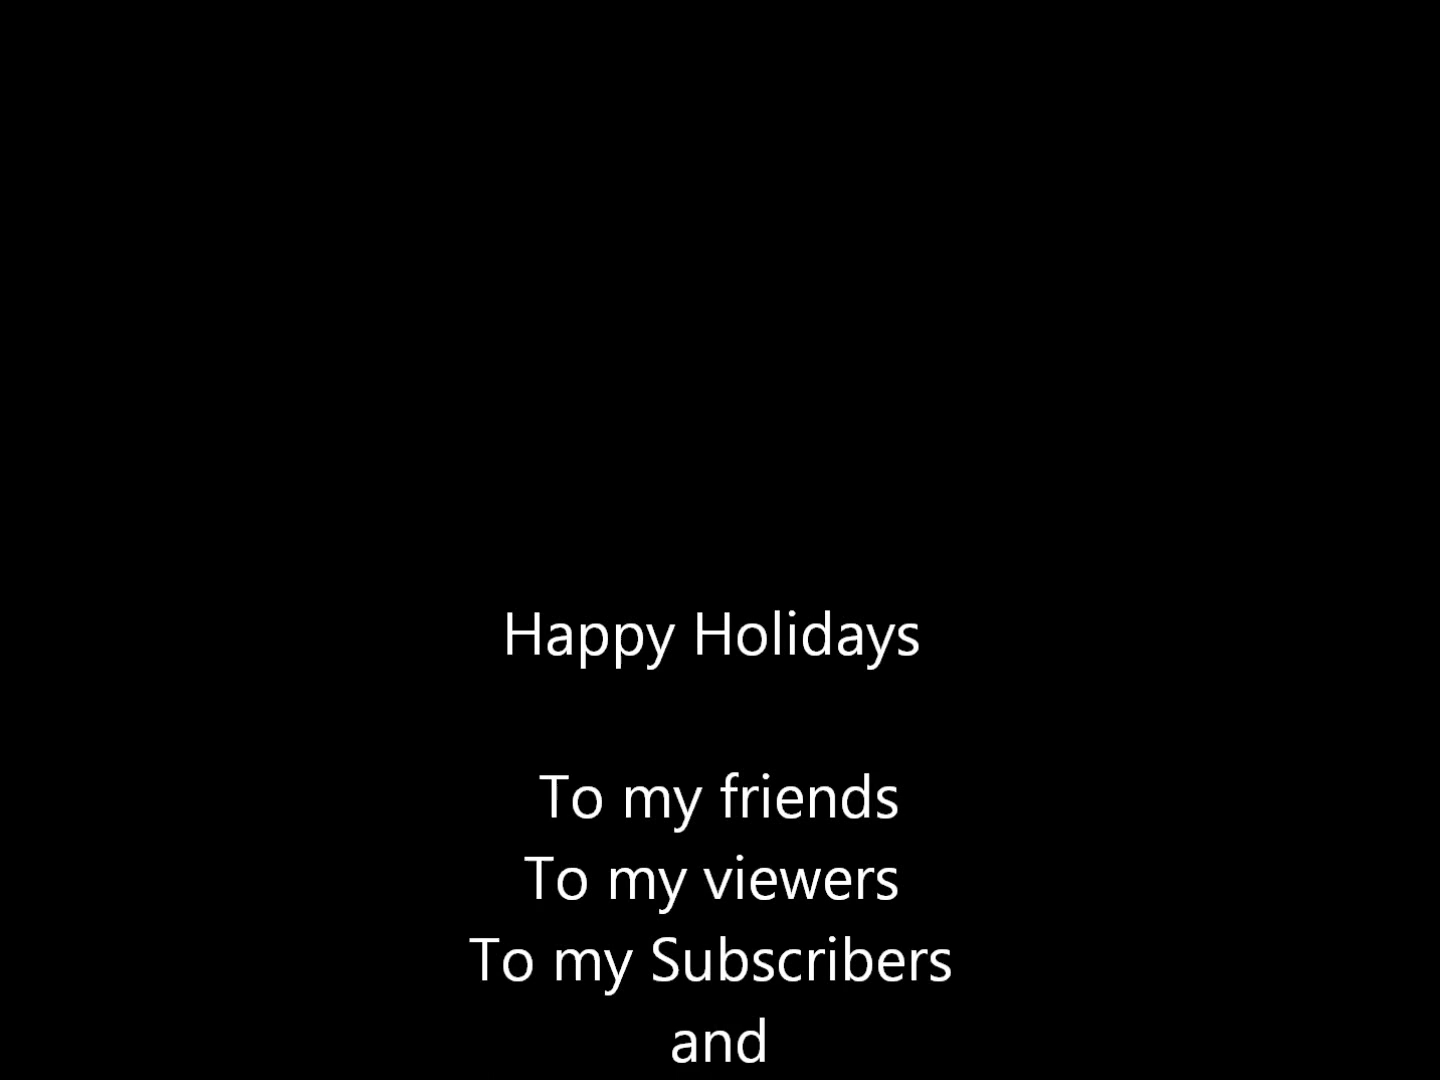 Happy Holidays
To my friends
To my viewers
To my Subscribers
and